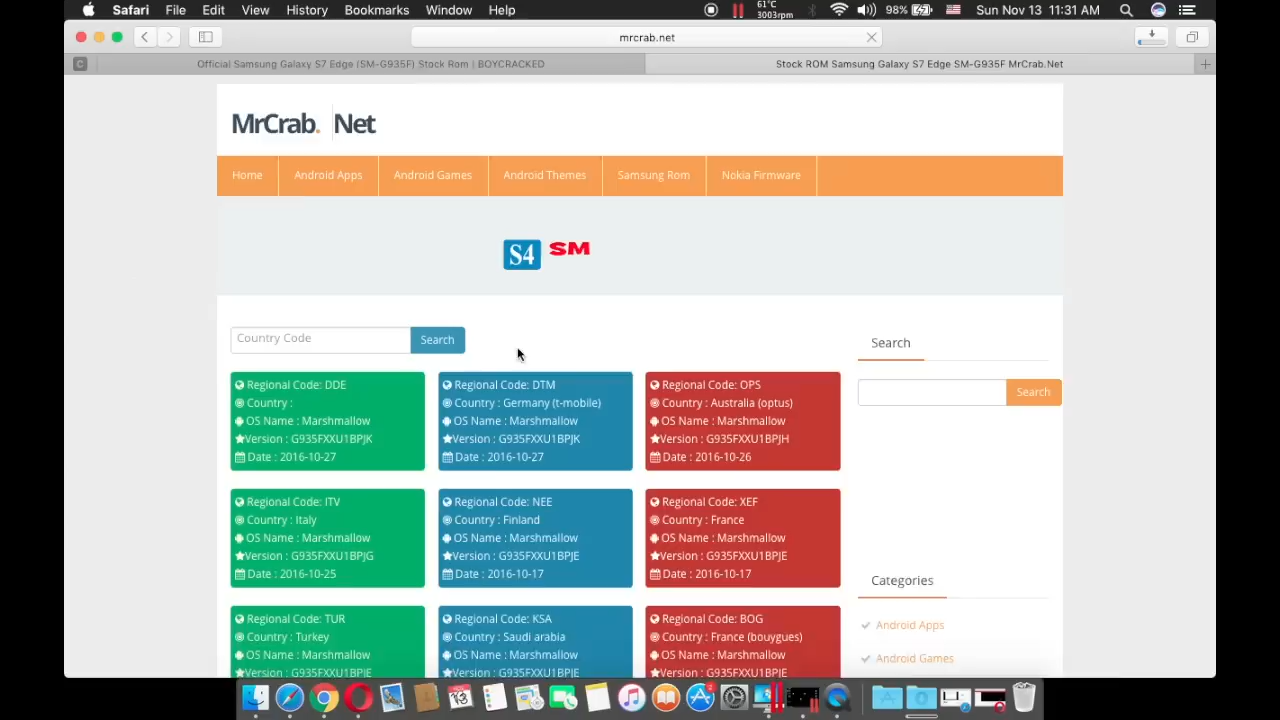 Safari File Edit View History Bookmarks Window Help 61°C 3003rpm 98% Sun Nov 13 11:31 AM
mrcrab.net
Official Samsung Galaxy S7 Edge (SM-G935F) Stock Rom | BOYCRACKED
Stock ROM Samsung Galaxy S7 Edge SM-G935F MrCrab.Net
MrCrab. Net
Home Android Apps Android Games Android Themes Samsung Rom Nokia Firmware
S4 SM
Country Code Search
Search
Search
Regional Code: DDE
Country :
OS Name : Marshmallow
Version : G935FXXU1BPJK
Date : 2016-10-27
Regional Code: DTM
Country : Germany (t-mobile)
OS Name : Marshmallow
Version : G935FXXU1BPJK
Date : 2016-10-27
Regional Code: OPS
Country : Australia (optus)
OS Name : Marshmallow
Version : G935FXXU1BPJH
Date : 2016-10-26
Regional Code: ITV
Country : Italy
OS Name : Marshmallow
Version : G935FXXU1BPJG
Date : 2016-10-25
Regional Code: NEE
Country : Finland
OS Name : Marshmallow
Version : G935FXXU1BPJE
Date : 2016-10-17
Regional Code: XEF
Country : France
OS Name : Marshmallow
Version : G935FXXU1BPJE
Date : 2016-10-17
Regional Code: TUR
Country : Turkey
OS Name : Marshmallow
Version : G935FXXU1BPJE
Regional Code: KSA
Country : Saudi arabia
OS Name : Marshmallow
Version : G935FXXU1BPJE
Regional Code: BOG
Country : France (bouygues)
OS Name : Marshmallow
Version : G935FXXU1BPJE
Categories
Android Apps
Android Games